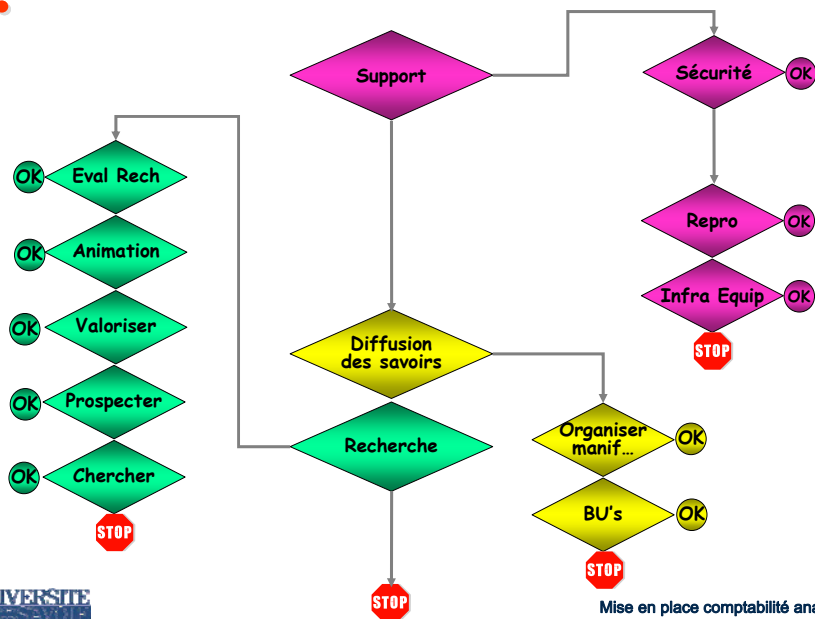 Support
Sécurité
OK
Eval Rech
OK
Animation
OK
Valoriser
OK
Prospecter
OK
Chercher
OK
STOP
Repro
OK
Infra Equip
OK
STOP
Diffusion
des savoirs
Recherche
Organiser
manif...
OK
BU's
OK
STOP
STOP
IVERSITE
Mise en place comptabilité ana